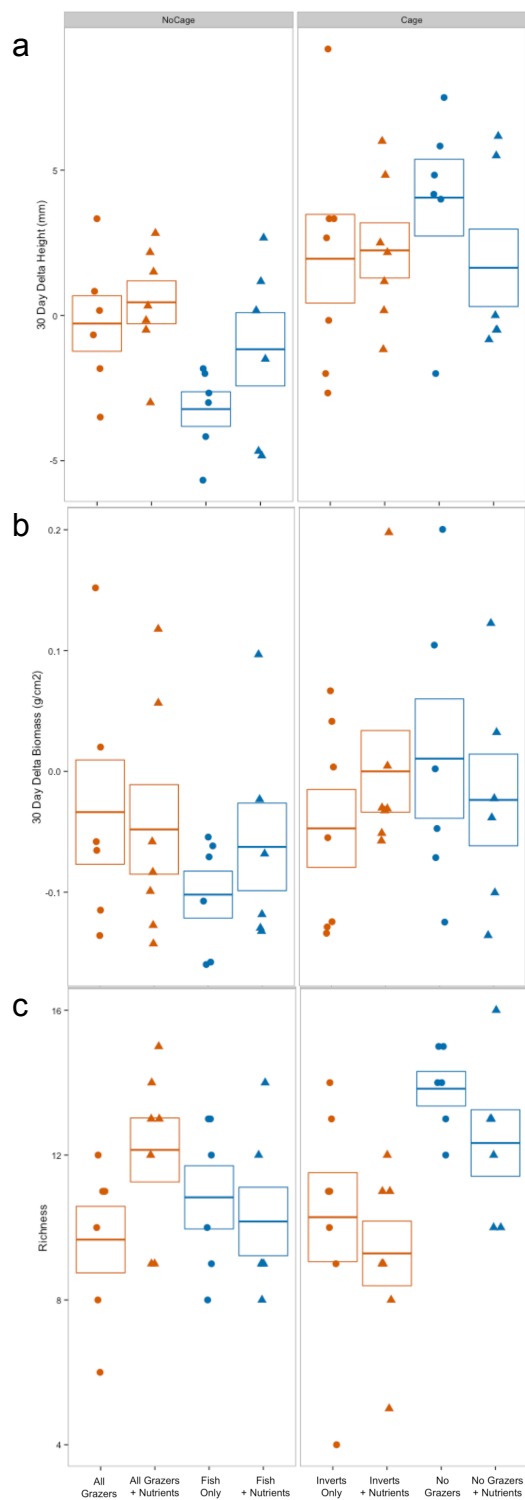 NoCage Cage
a
30 Day Delta Height (mm)
5
0
-5
b
30 Day Delta Biomass (g/cm2)
0.2
0.1
0.0
-0.1
c
Richness
16
12
8
4
All Grazers
All Grazers + Nutrients
Fish Only
Fish + Nutrients
Inverts Only
Inverts + Nutrients
No Grazers
No Grazers + Nutrients